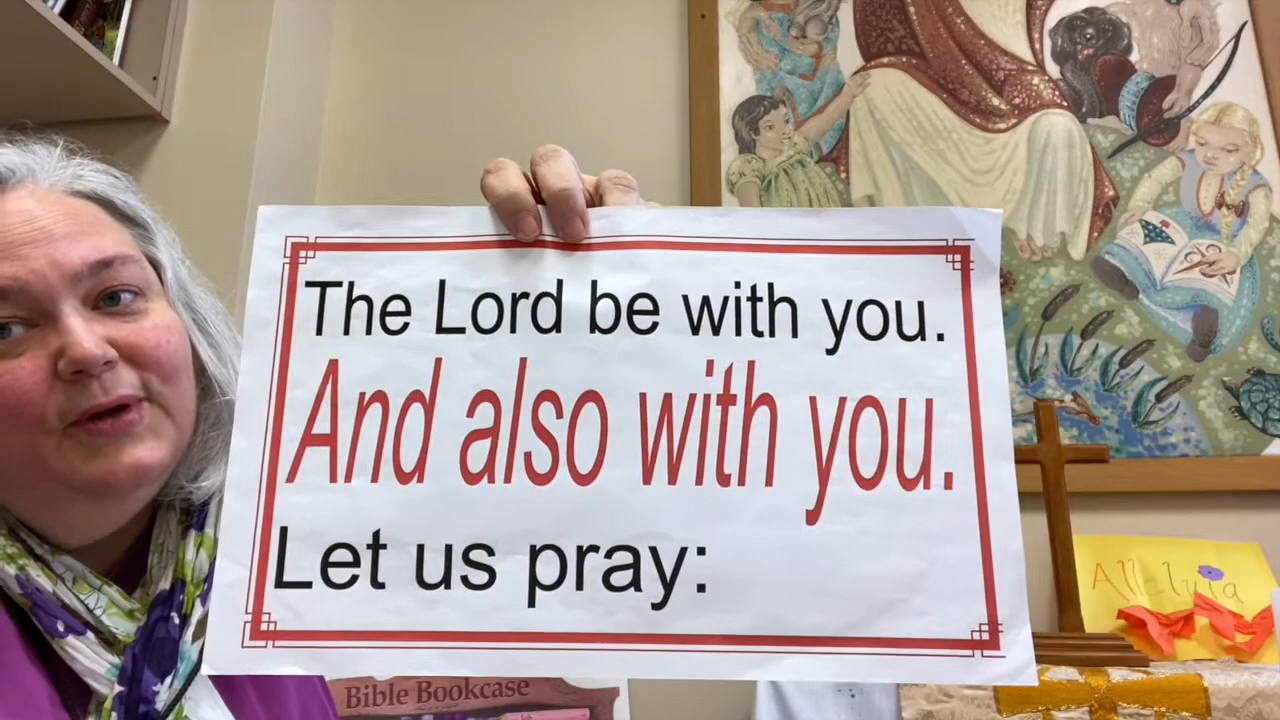 The Lord be with you.
And also with you.
Let us pray:
Alleluia
Bible Bookcase